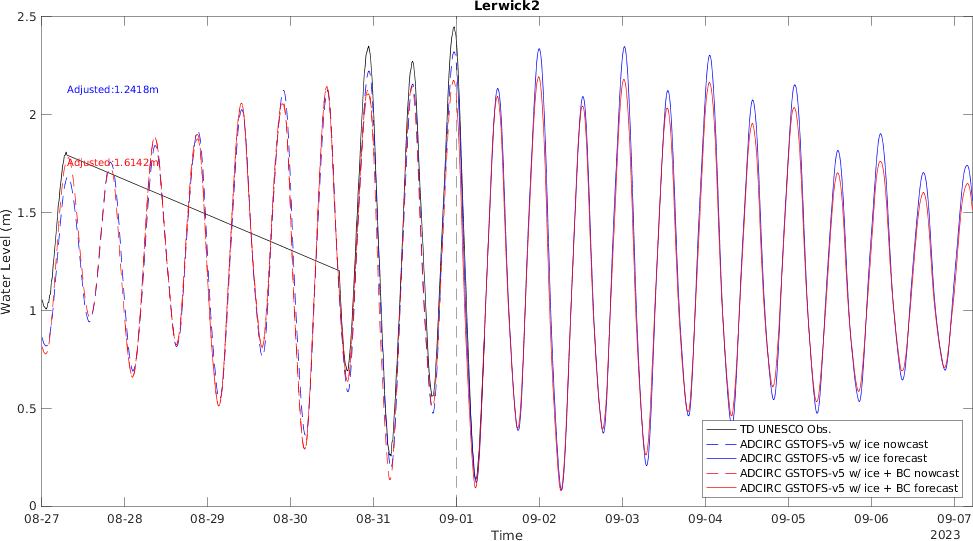 Lerwick2
2.5
2
1.5
1
0.5
0
Water Level (m)
Adjusted:1.2418m
Adjusted:1.6142m
TD UNESCO Obs.
ADCIRC GSTOFS-v5 w/ ice nowcast
ADCIRC GSTOFS-v5 w/ ice forecast
ADCIRC GSTOFS-v5 w/ ice + BC nowcast
ADCIRC GSTOFS-v5 w/ ice + BC forecast
08-27 08-28 08-29 08-30 08-31 09-01 09-02 09-03 09-04 09-05 09-06 09-07
Time
2023